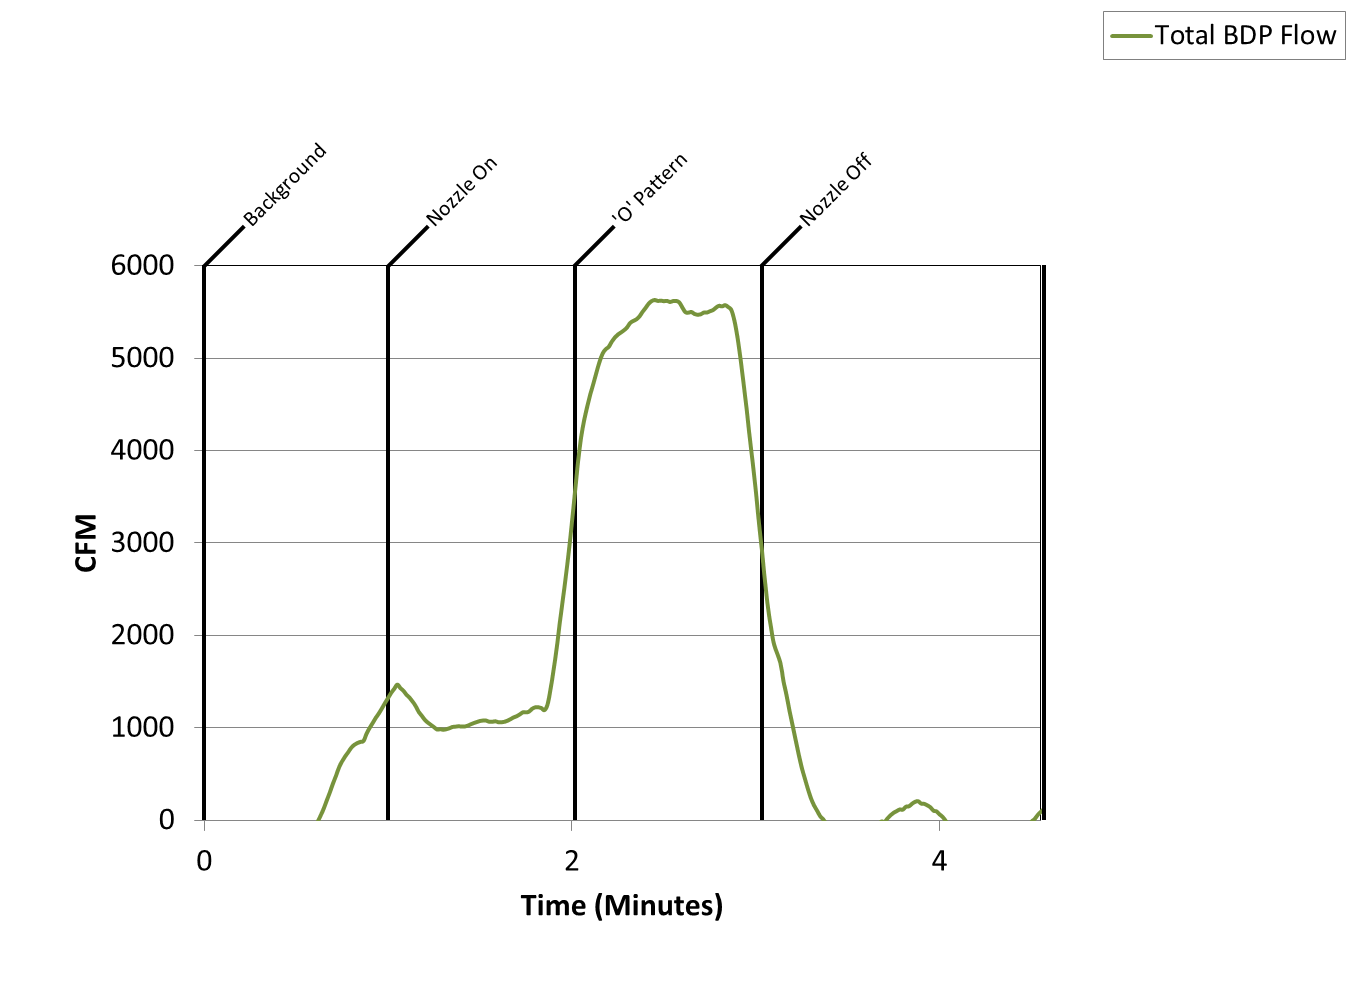 Total BDP Flow
Background
Nozzle On
'O' Pattern
Nozzle Off
6000
5000
4000
3000
2000
1000
0
CFM
0
2
4
Time (Minutes)